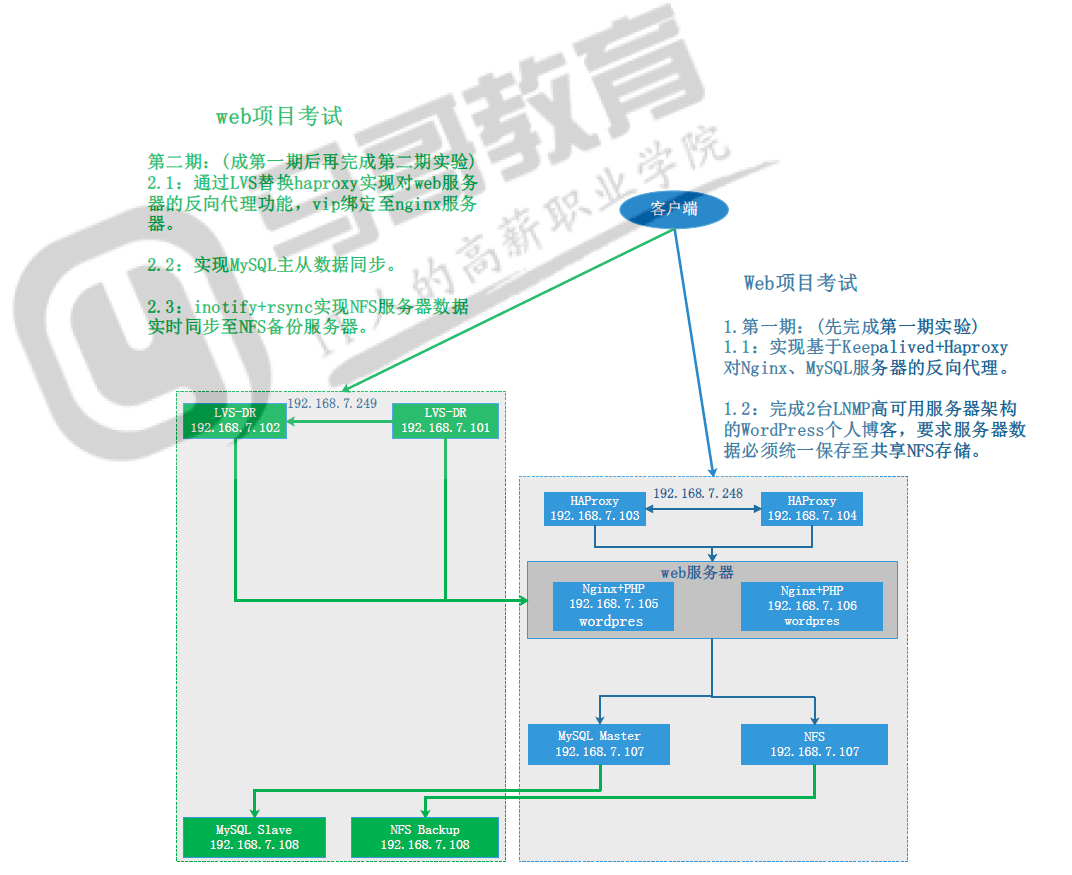 马哥教育
IT人的高薪职业学院
web项目考试
第二期：(成第一期后再完成第二期实验)
2.1：通过LVS替换haproxy实现对web服务
器的反向代理功能，vip绑定至nginx服务
器。
2.2：实现MySQL主从数据同步。
2.3：inotify+rsync实现NFS服务器数据
实时同步至NFS备份服务器。
客户端
Web项目考试
1.第一期：(先完成第一期实验)
1.1：实现基于Keepalived+Haproxy
对Nginx、MySQL服务器的反向代理。
1.2：完成2台LNMP高可用服务器架构
的WordPress个人博客，要求服务器数
据必须统一保存至共享NFS存储。
LVS-DR
192.168.7.102
192.168.7.249
LVS-DR
192.168.7.101
HAProxy
192.168.7.103
192.168.7.248
HAProxy
192.168.7.104
web服务器
Nginx+PHP
192.168.7.105
wordpres
Nginx+PHP
192.168.7.106
wordpres
MySQL Master
192.168.7.107
NFS
192.168.7.107
MySQL Slave
192.168.7.108
NFS Backup
192.168.7.108